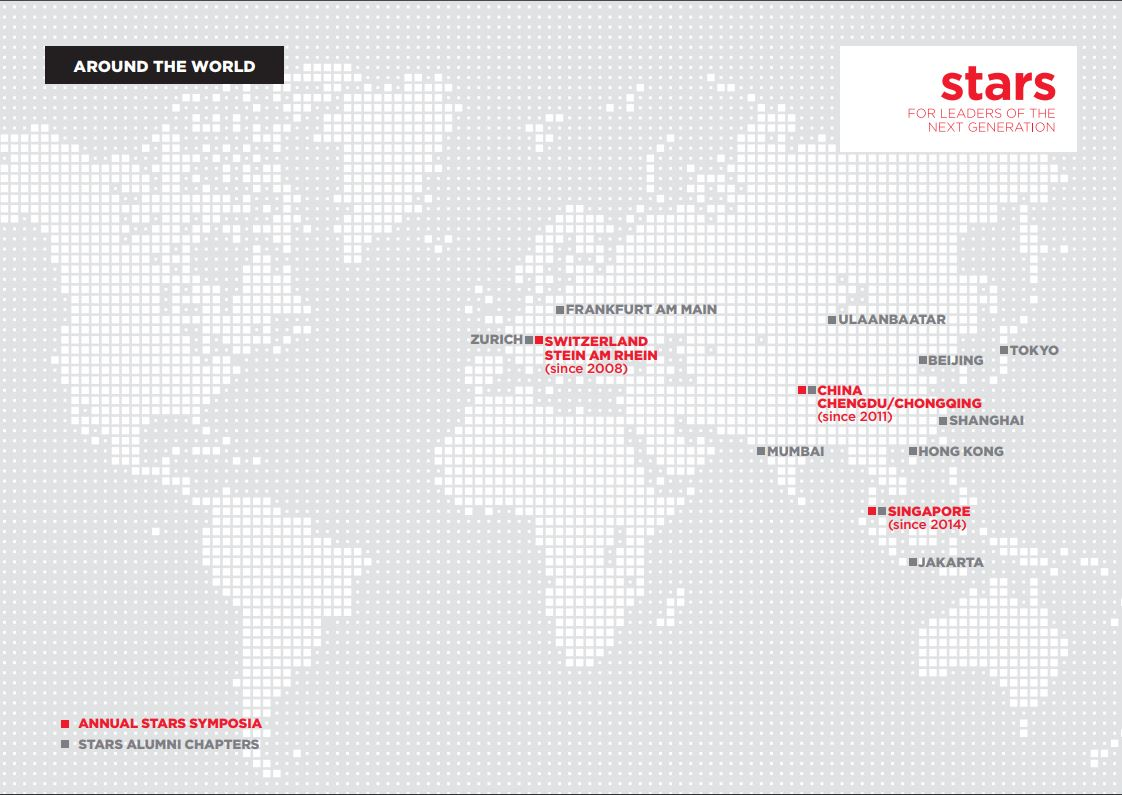 AROUND THE WORLD
stars
FOR LEADERS OF THE
NEXT GENERATION
FRANKFURT AM MAIN
ULAANBAATAR
ZURICH
SWITZERLAND
STEIN AM RHEIN
(since 2008)
TOKYO
BEIJING
CHINA
CHENGDU/CHONGQING
(since 2011)
SHANGHAI
MUMBAI
HONG KONG
SINGAPORE
(since 2014)
JAKARTA
ANNUAL STARS SYMPOSIA
STARS ALUMNI CHAPTERS